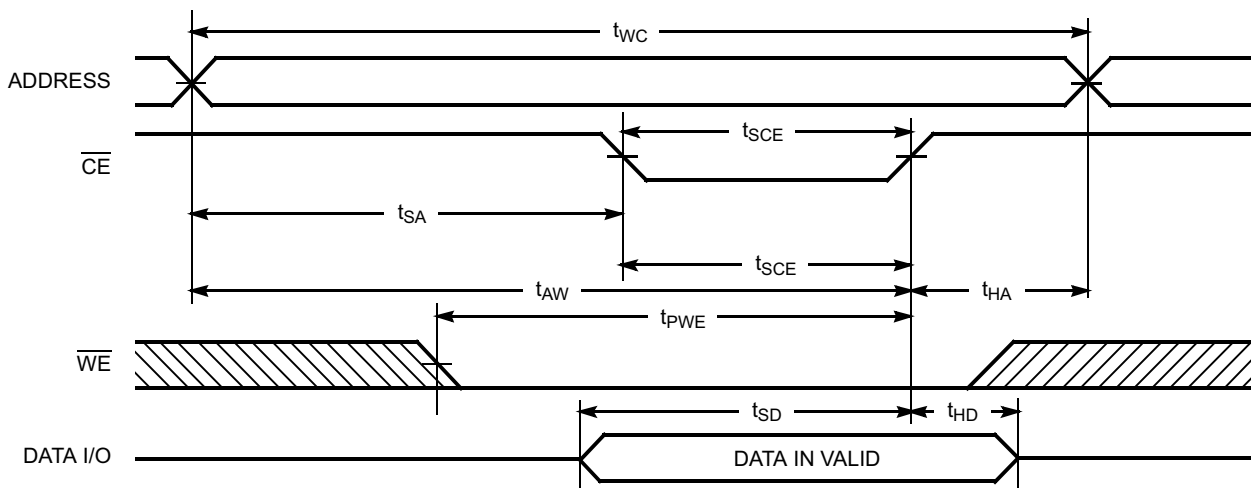 tWC
ADDRESS
tSCE
CE
tSA
tSCE
tAW
tHA
tPWE
WE
tSD
tHD
DATA I/O
DATA IN VALID